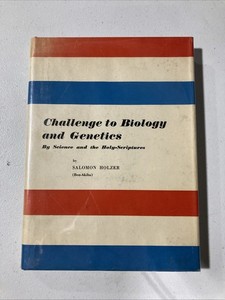 Challenge to Biology
and Genetics
By Science and the Holy-Scriptures
by
SALOMON HOLZER
(Ben-Akiba)